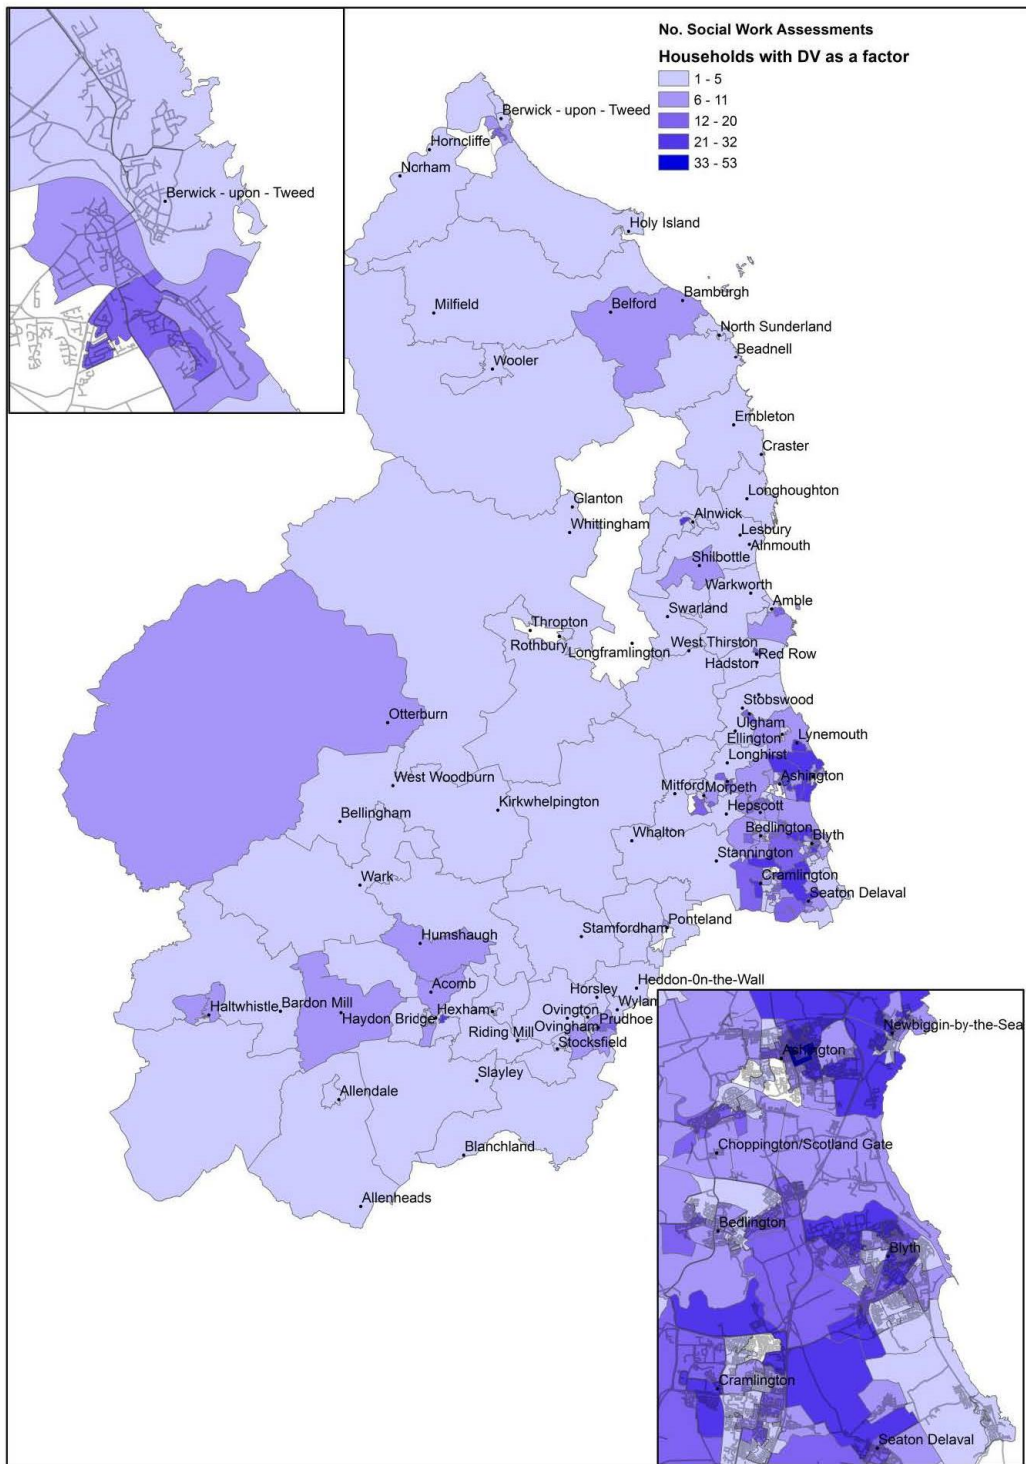 No. Social Work Assessments
Households with DV as a factor
1 - 5
6 - 11
12 - 20
21 - 32
33 - 53
Berwick - upon - Tweed
Berwick - upon - Tweed
Horncliffe
Norham
Holy Island
Milfield
Belford
Bamburgh
North Sunderland
Beadnell
Wooler
Embleton
Craster
Glanton
Longhoughton
Whittingham
Alnwick
Lesbury
Alnmouth
Shilbottle
Warkworth
Amble
Swarland
Thropton
Rothbury
Longframlington
West Thirston
Red Row
Hadston
Stobswood
Otterburn
Ulgham
Ellington
Lynemouth
Longhirst
West Woodburn
Ashington
Mitford
Morpeth
Kirkwhelpington
Hepscott
Bellingham
Bedlington
Blyth
Whalton
Stannington
Wark
Cramlington
Seaton Delaval
Ponteland
Humshaugh
Stamfordham
Acomb
Heddon-0n-the-Wall
Horsley
Haltwhistle
Bardon Mill
Haydon Bridge
Hexham
Ovington
Wylam
Prudhoe
Riding Mill
Ovingham
Stocksfield
Slayley
Allendale
Blanchland
Allenheads
Newbiggin-by-the-Sea
Ashington
Choppington/Scotland Gate
Bedlington
Blyth
Cramlington
Seaton Delaval